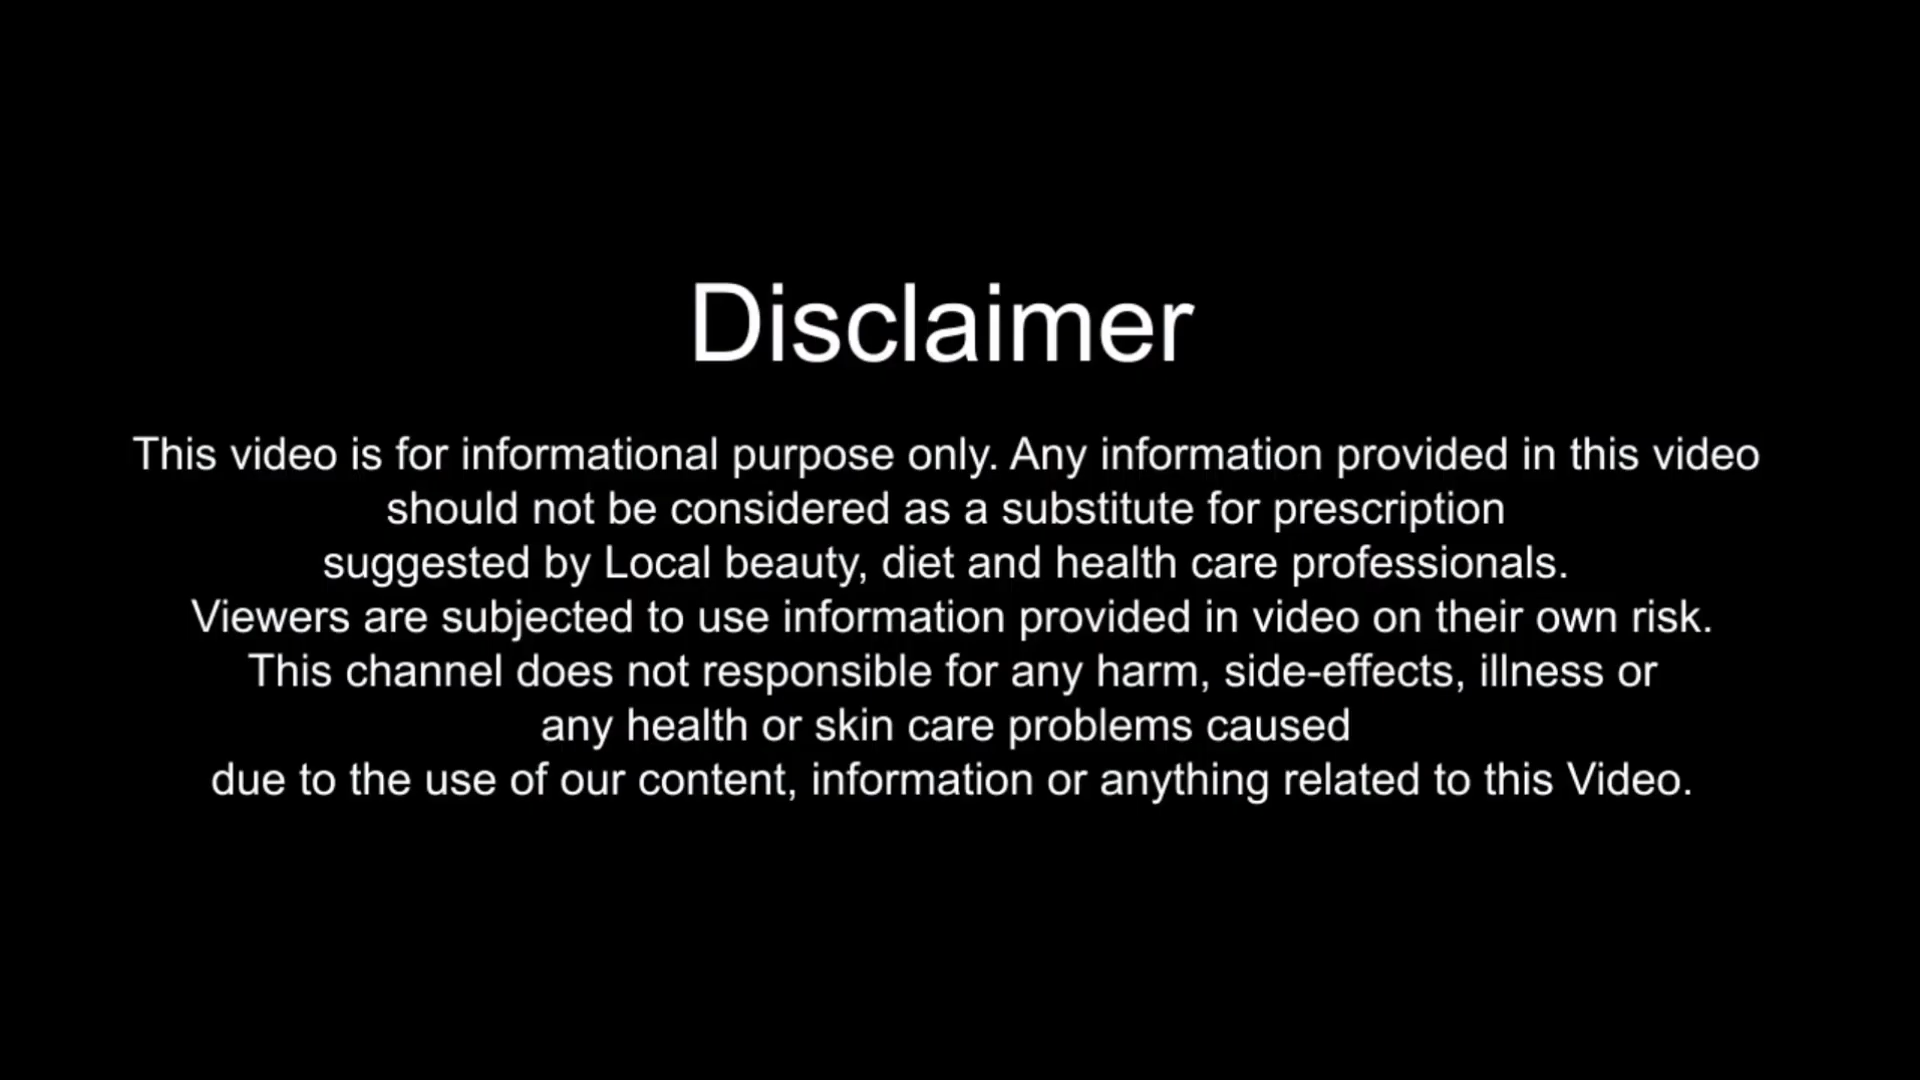 Disclaimer
This video is for informational purpose only. Any information provided in this video
should not be considered as a substitute for prescription
suggested by Local beauty, diet and health care professionals.
Viewers are subjected to use information provided in video on their own risk.
This channel does not responsible for any harm, side-effects, illness or
any health or skin care problems caused
due to the use of our content, information or anything related to this Video.